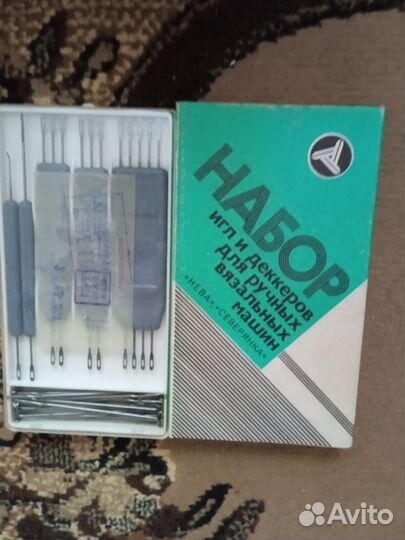 НАБОР
игл и деккеров
для ручных
вязальных
машин
"НЕВА", "СЕВЕРЯНКА"
Avito